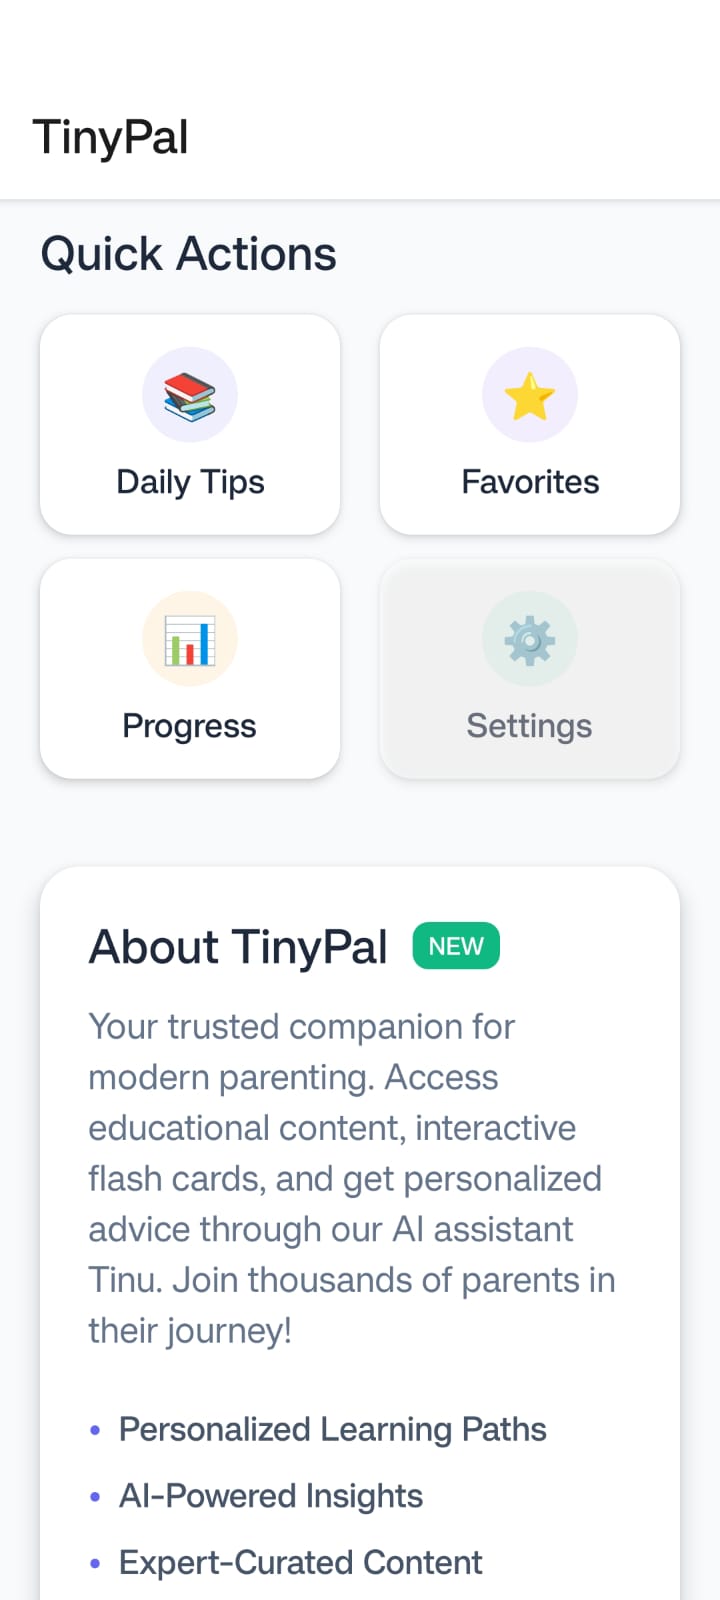 TinyPal
Quick Actions
Daily Tips
Favorites
Progress
Settings
About TinyPal NEW
Your trusted companion for
modern parenting. Access
educational content, interactive
flash cards, and get personalized
advice through our AI assistant
Tinu. Join thousands of parents in
their journey!
• Personalized Learning Paths
• AI-Powered Insights
• Expert-Curated Content